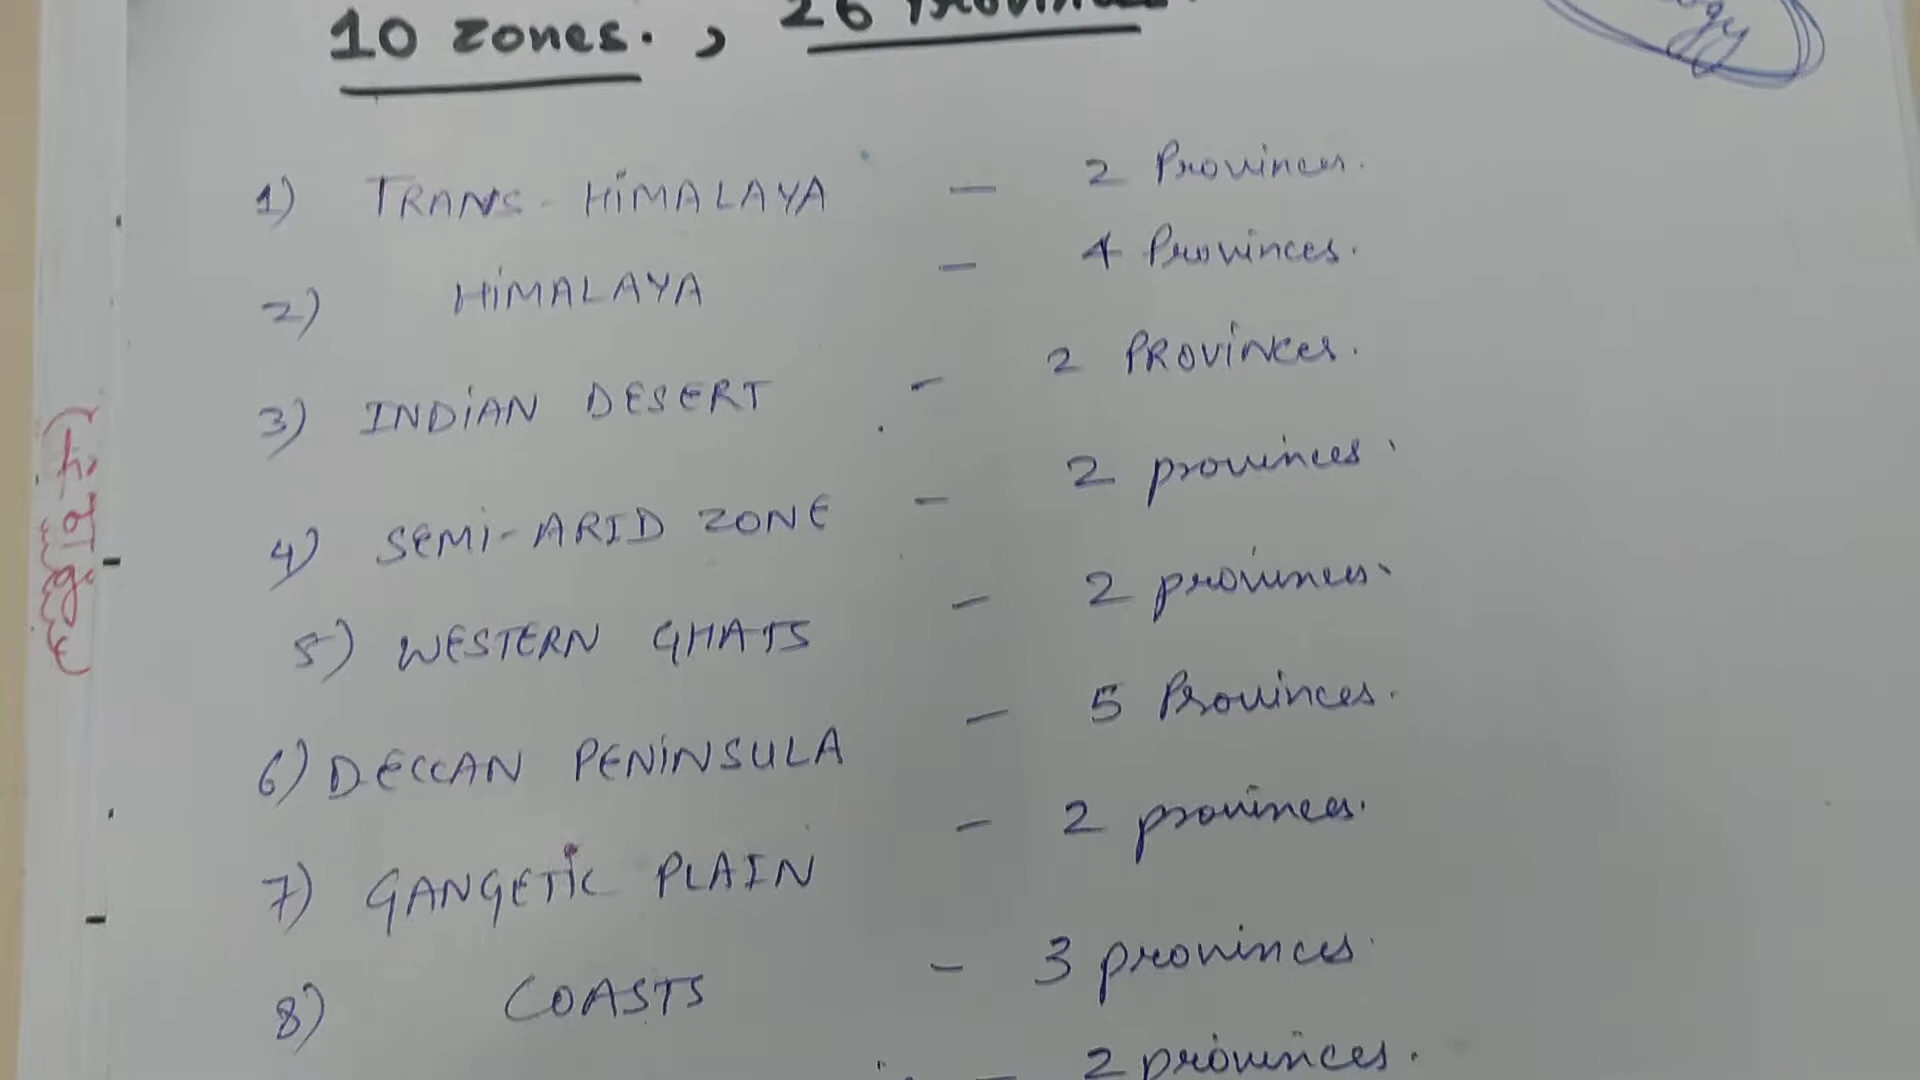 10 zones. , 26 Provinces.
1) TRANS-HIMALAYA - 2 Provinces.
2) HIMALAYA - 4 Provinces.
3) INDIAN DESERT - 2 PROVINces.
4) SEMI-ARID ZONE - 2 provinces.
5) WESTERN GHATS - 2 provinces.
6) DECCAN PENINSULA - 5 Provinces.
7) GANGETIC PLAIN - 2 provinces.
8) COASTS - 3 provinces.
- 2 provinces.